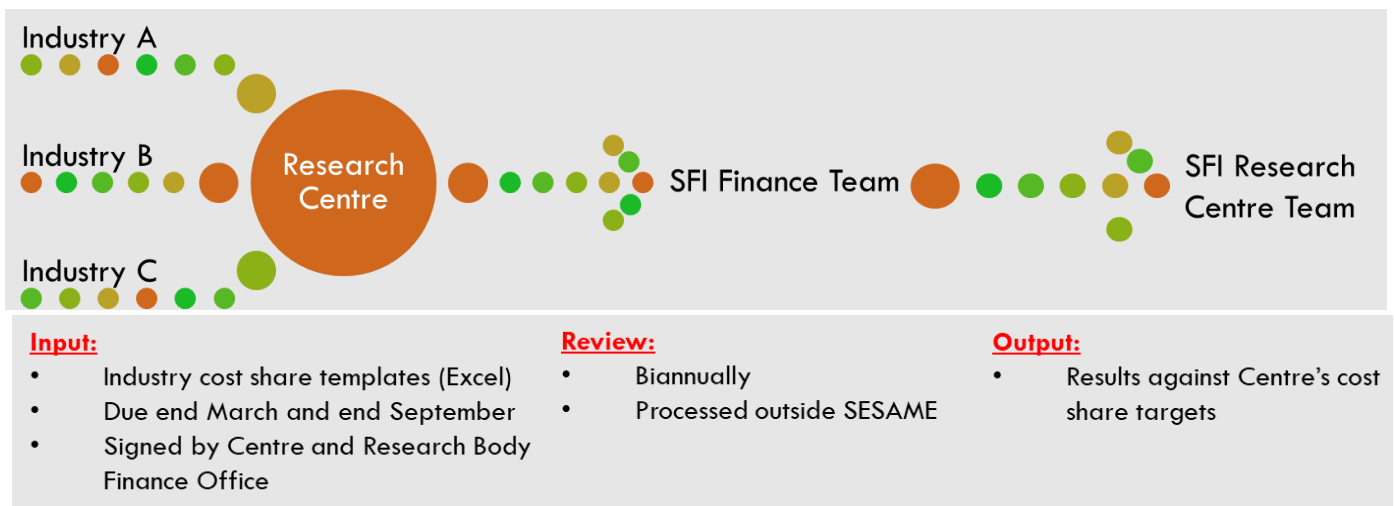 Industry A
Industry B
Industry C
Research
Centre
SFI Finance Team
SFI Research
Centre Team
Input:
• Industry cost share templates (Excel)
• Due end March and end September
• Signed by Centre and Research Body
Finance Office
Review:
• Biannually
• Processed outside SESAME
Output:
• Results against Centre’s cost
share targets